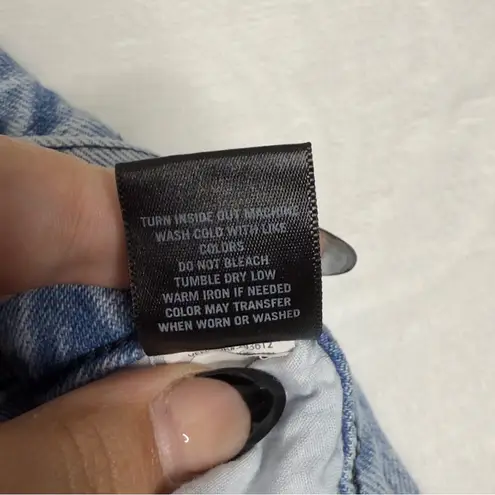 TURN INSIDE OUT MACHINE
WASH COLD WITH LIKE
COLORS
DO NOT BLEACH
TUMBLE DRY LOW
WARM IRON IF NEEDED
COLOR MAY TRANSFER
WHEN WORN OR WASHED